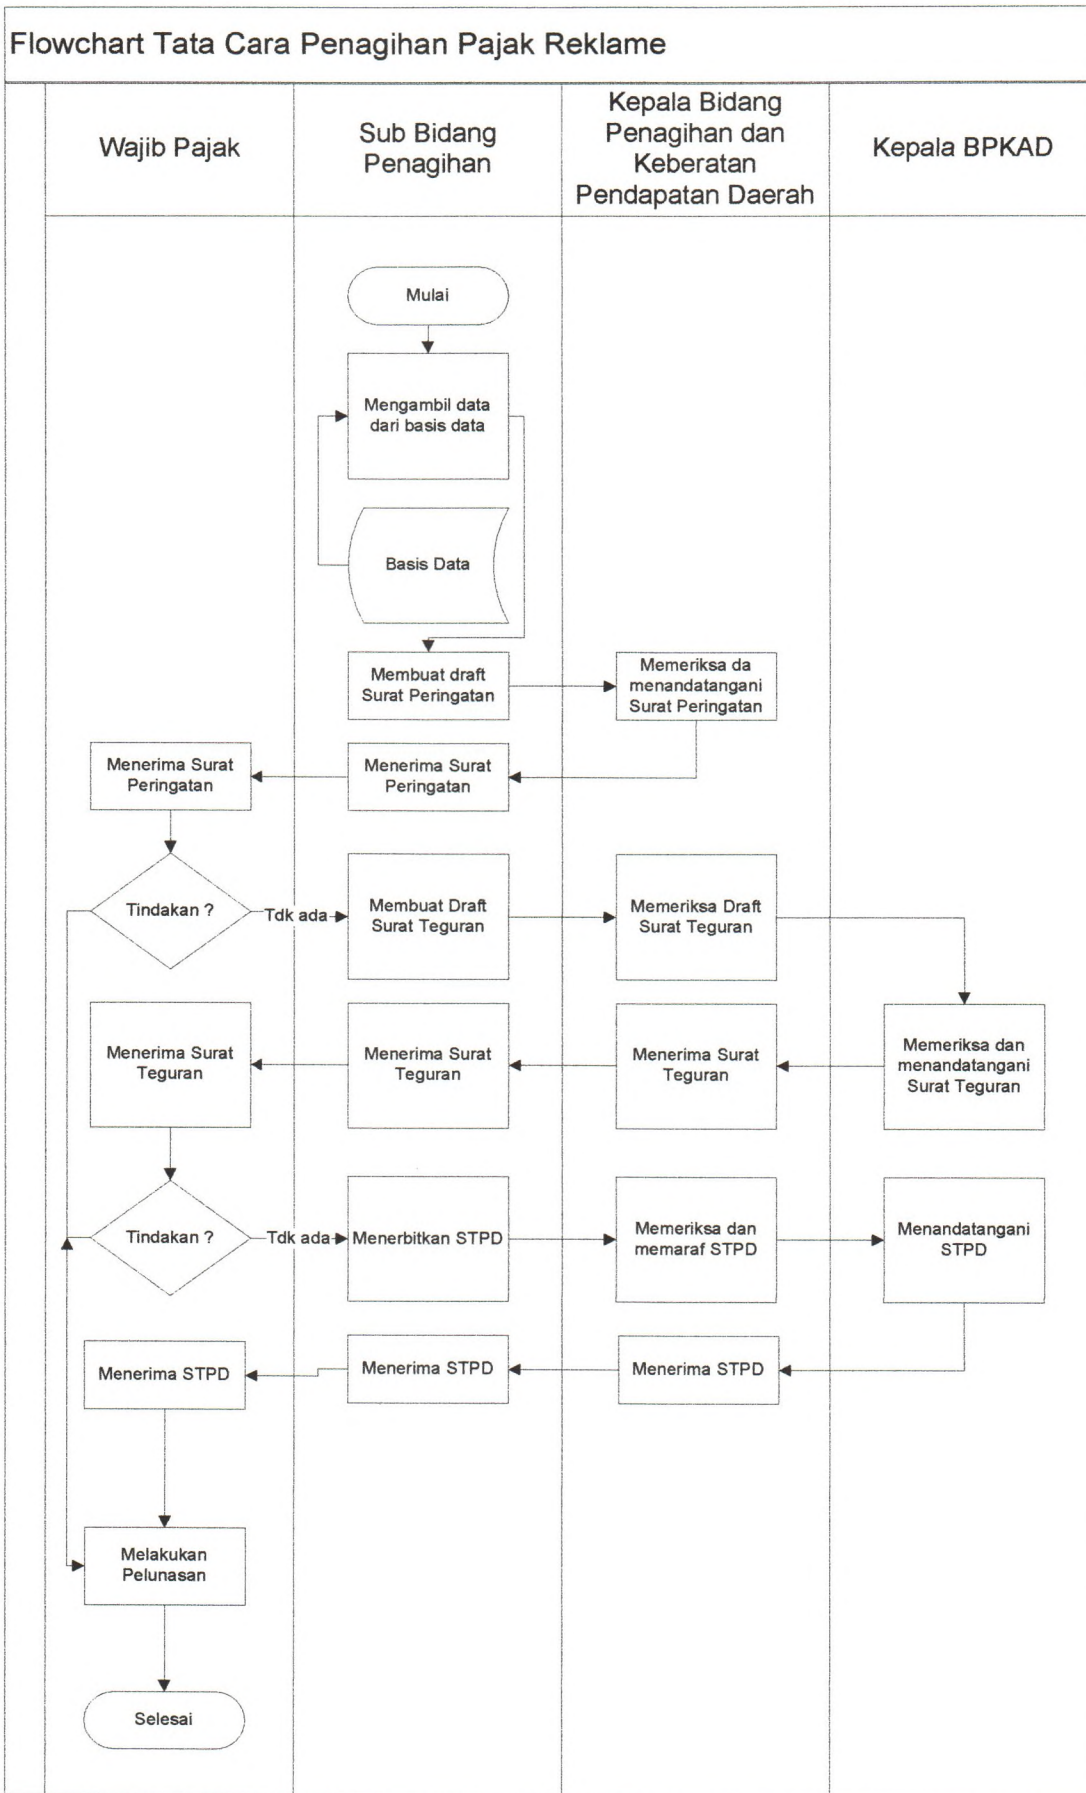 Flowchart Tata Cara Penagihan Pajak Reklame
Wajib Pajak
Sub Bidang
Penagihan
Kepala Bidang
Penagihan dan
Keberatan
Pendapatan Daerah
Kepala BPKAD
Mulai
Mengambil data
dari basis data
Basis Data
Membuat draft
Surat Peringatan
Memeriksa da
menandatangani
Surat Peringatan
Menerima Surat
Peringatan
Menerima Surat
Peringatan
Tindakan ?
Tdk ada
Membuat Draft
Surat Teguran
Memeriksa Draft
Surat Teguran
Menerima Surat
Teguran
Menerima Surat
Teguran
Menerima Surat
Teguran
Memeriksa dan
menandatangani
Surat Teguran
Tindakan ?
Tdk ada
Menerbitkan STPD
Memeriksa dan
memaraf STPD
Menandatangani
STPD
Menerima STPD
Menerima STPD
Menerima STPD
Melakukan
Pelunasan
Selesai